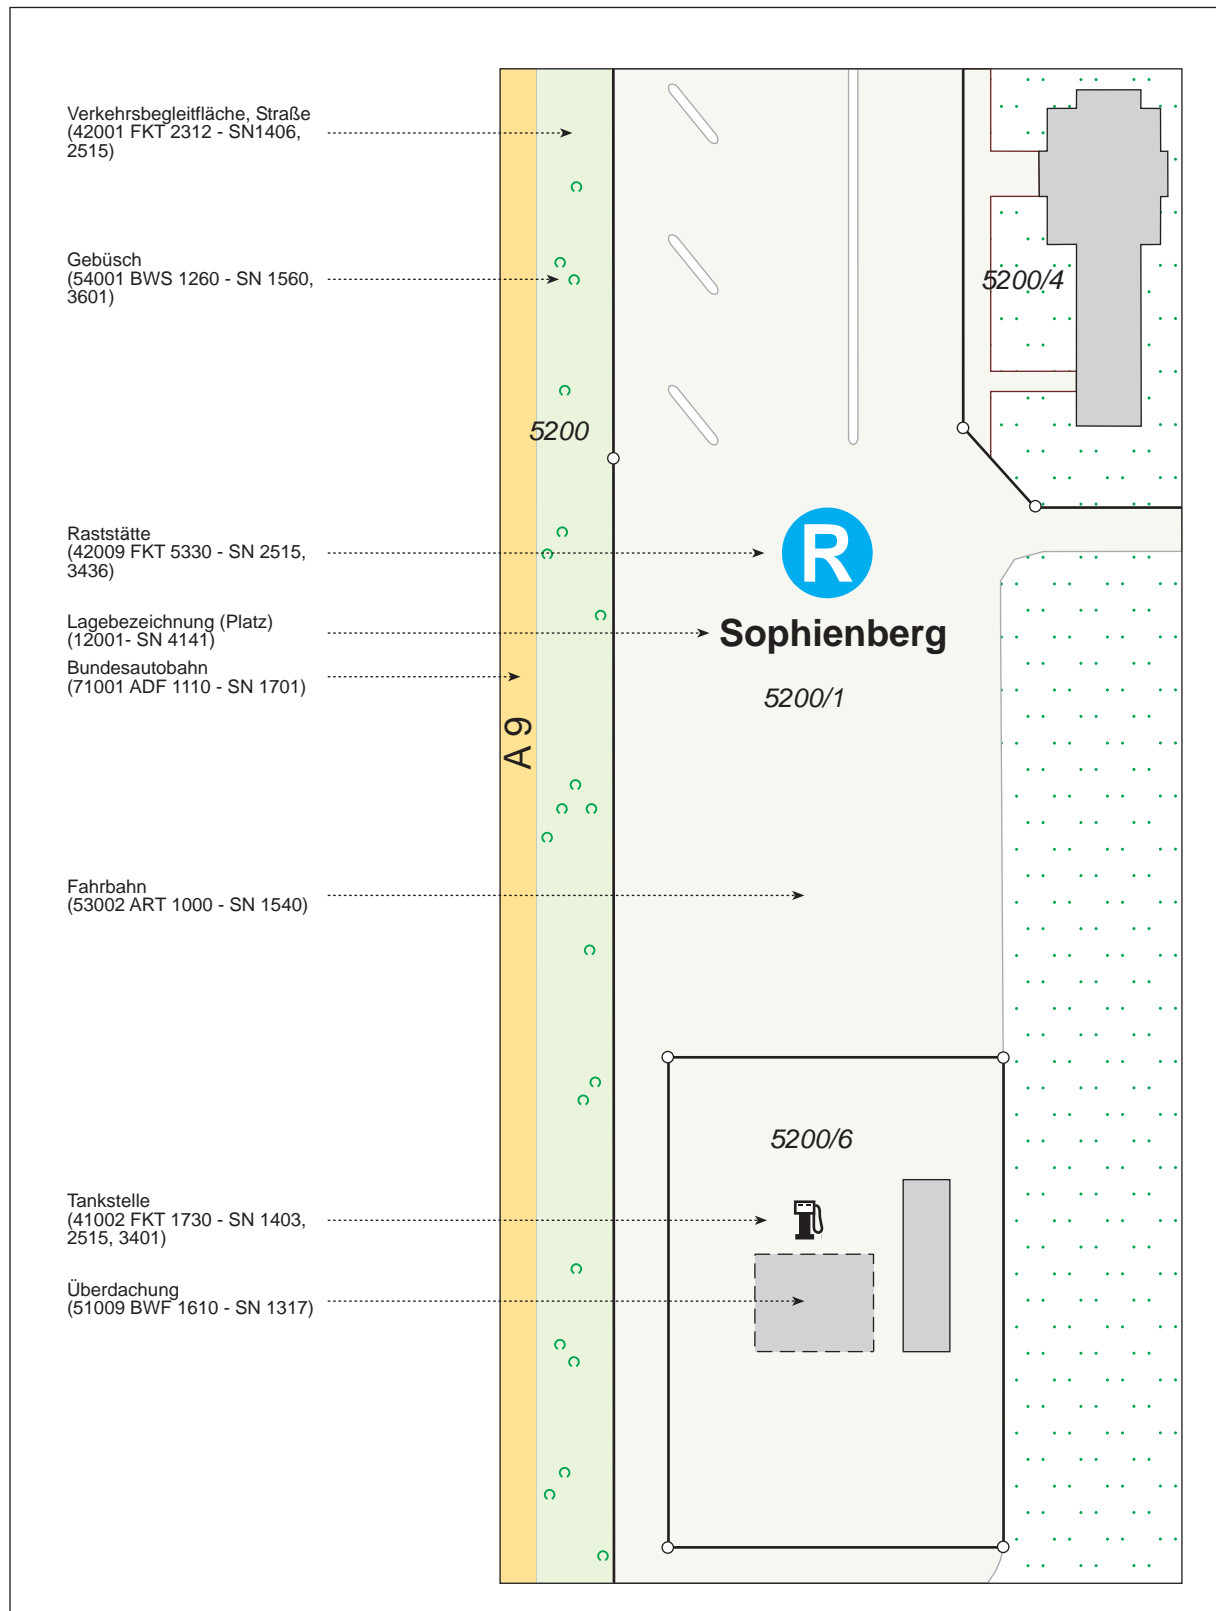 Verkehrsbegleitfläche, Straße
(42001 FKT 2312 - SN1406,
2515)
Gebüsch
(54001 BWS 1260 - SN 1560,
3601)
5200/4
5200
Raststätte
(42009 FKT 5330 - SN 2515,
3436)
R
Lagebezeichnung (Platz)
(12001- SN 4141)
Sophienberg
Bundesautobahn
(71001 ADF 1110 - SN 1701)
5200/1
A 9
Fahrbahn
(53002 ART 1000 - SN 1540)
5200/6
Tankstelle
(41002 FKT 1730 - SN 1403,
2515, 3401)
Überdachung
(51009 BWF 1610 - SN 1317)